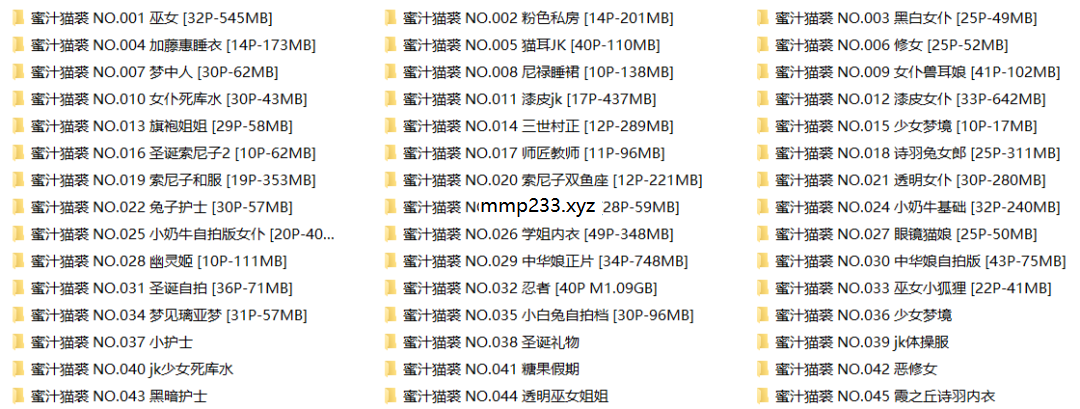 蜜汁猫裘 NO.001 巫女 [32P-545MB] 蜜汁猫裘 NO.002 粉色私房 [14P-201MB] 蜜汁猫裘 NO.003 黑白女仆 [25P-49MB]
蜜汁猫裘 NO.004 加藤惠睡衣 [14P-173MB] 蜜汁猫裘 NO.005 猫耳JK [40P-110MB] 蜜汁猫裘 NO.006 修女 [25P-52MB]
蜜汁猫裘 NO.007 梦中人 [30P-62MB] 蜜汁猫裘 NO.008 尼禄睡裙 [10P-138MB] 蜜汁猫裘 NO.009 女仆兽耳娘 [41P-102MB]
蜜汁猫裘 NO.010 女仆死库水 [30P-43MB] 蜜汁猫裘 NO.011 漆皮jk [17P-437MB] 蜜汁猫裘 NO.012 漆皮女仆 [33P-642MB]
蜜汁猫裘 NO.013 旗袍姐姐 [29P-58MB] 蜜汁猫裘 NO.014 三世村正 [12P-289MB] 蜜汁猫裘 NO.015 少女梦境 [10P-17MB]
蜜汁猫裘 NO.016 圣诞索尼子2 [10P-62MB] 蜜汁猫裘 NO.017 师匠教师 [11P-96MB] 蜜汁猫裘 NO.018 诗羽兔女郎 [25P-311MB]
蜜汁猫裘 NO.019 索尼子和服 [19P-353MB] 蜜汁猫裘 NO.020 索尼子双鱼座 [12P-221MB] 蜜汁猫裘 NO.021 透明女仆 [30P-280MB]
蜜汁猫裘 NO.022 兔子护士 [30P-57MB] 蜜汁猫裘 mmp233.xyz 28P-59MB] 蜜汁猫裘 NO.024 小奶牛基础 [32P-240MB]
蜜汁猫裘 NO.025 小奶牛自拍版女仆 [20P-40... 蜜汁猫裘 NO.026 学姐内衣 [49P-348MB] 蜜汁猫裘 NO.027 眼镜猫娘 [25P-50MB]
蜜汁猫裘 NO.028 幽灵姬 [10P-111MB] 蜜汁猫裘 NO.029 中华娘正片 [34P-748MB] 蜜汁猫裘 NO.030 中华娘自拍版 [43P-75MB]
蜜汁猫裘 NO.031 圣诞自拍 [36P-71MB] 蜜汁猫裘 NO.032 忍者 [40P M1.09GB] 蜜汁猫裘 NO.033 巫女小狐狸 [22P-41MB]
蜜汁猫裘 NO.034 梦见璃亚梦 [31P-57MB] 蜜汁猫裘 NO.035 小白兔自拍档 [30P-96MB] 蜜汁猫裘 NO.036 少女梦境
蜜汁猫裘 NO.037 小护士 蜜汁猫裘 NO.038 圣诞礼物 蜜汁猫裘 NO.039 jk体操服
蜜汁猫裘 NO.040 jk少女死库水 蜜汁猫裘 NO.041 糖果假期 蜜汁猫裘 NO.042 恶修女
蜜汁猫裘 NO.043 黑暗护士 蜜汁猫裘 NO.044 透明巫女姐姐 蜜汁猫裘 NO.045 霞之丘诗羽内衣